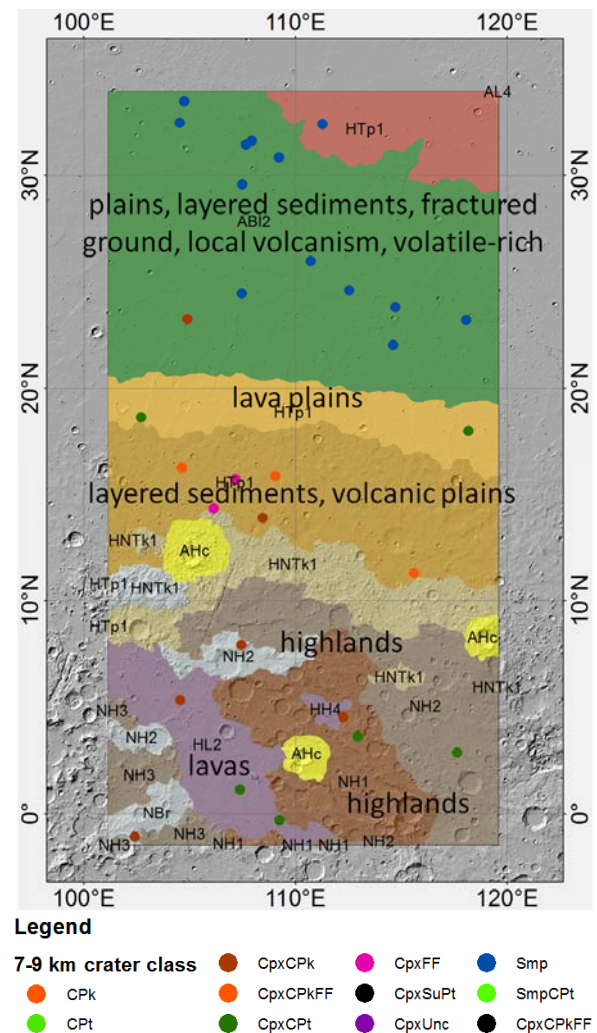 100°E 110°E 120°E
AL4
HTp1
30°N 30°N
plains, layered sediments, fractured
ABl2
ground, local volcanism, volatile-rich
20°N 20°N
lava plains
HTp1
HTp1
layered sediments, volcanic plains
HNTk1
AHc
HNTk1
HTp1 HNTk1
10°N 10°N
HTp1
AHc
highlands
NH2
HNTk1
HNTk1
NH3 HH4 NH2
NH2
HL2
AHc
lavas
NH3 NH1
highlands
NBr
0° 0°
NH3
NH3 NH1 NH1 NH1 NH2
100°E 110°E 120°E
Legend
7-9 km crater class
CpxCPk CpxFF Smp
CPk CpxCPkFF CpxSuPt SmpCPt
CPt CpxCPt CpxUnc CpxCPkFF